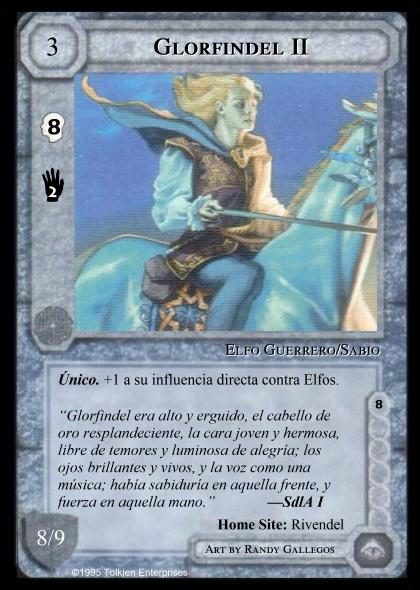 3
GLORFINDEL II
8
2
ELFO GUERRERO/SABIO
Único. +1 a su influencia directa contra Elfos.
8
“Glorfindel era alto y erguido, el cabello de
oro resplandeciente, la cara joven y hermosa,
libre de temores y luminosa de alegría; los
ojos brillantes y vivos, y la voz como una
música; había sabiduría en aquella frente, y
fuerza en aquella mano.” —SdlA I
Home Site: Rivendel
8/9
ART BY RANDY GALLEGOS
©1995 Tolkien Enterprises